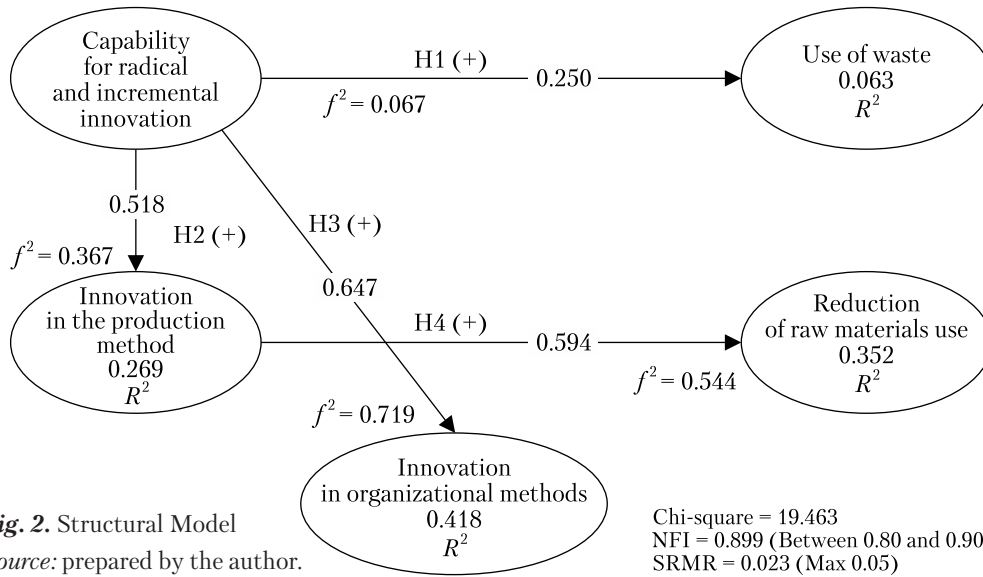 Capability
for radical
and incremental
innovation
H1 (+)
0.250
f² = 0.067
Use of waste
0.063
R²
0.518
H2 (+)
f² = 0.367
H3 (+)
0.647
Innovation
in the production
method
0.269
R²
H4 (+)
0.594
f² = 0.544
Reduction
of raw materials use
0.352
R²
f² = 0.719
Innovation
in organizational methods
0.418
R²
ig. 2. Structural Model
ource: prepared by the author.
Chi-square = 19.463
NFI = 0.899 (Between 0.80 and 0.90
SRMR = 0.023 (Max 0.05)